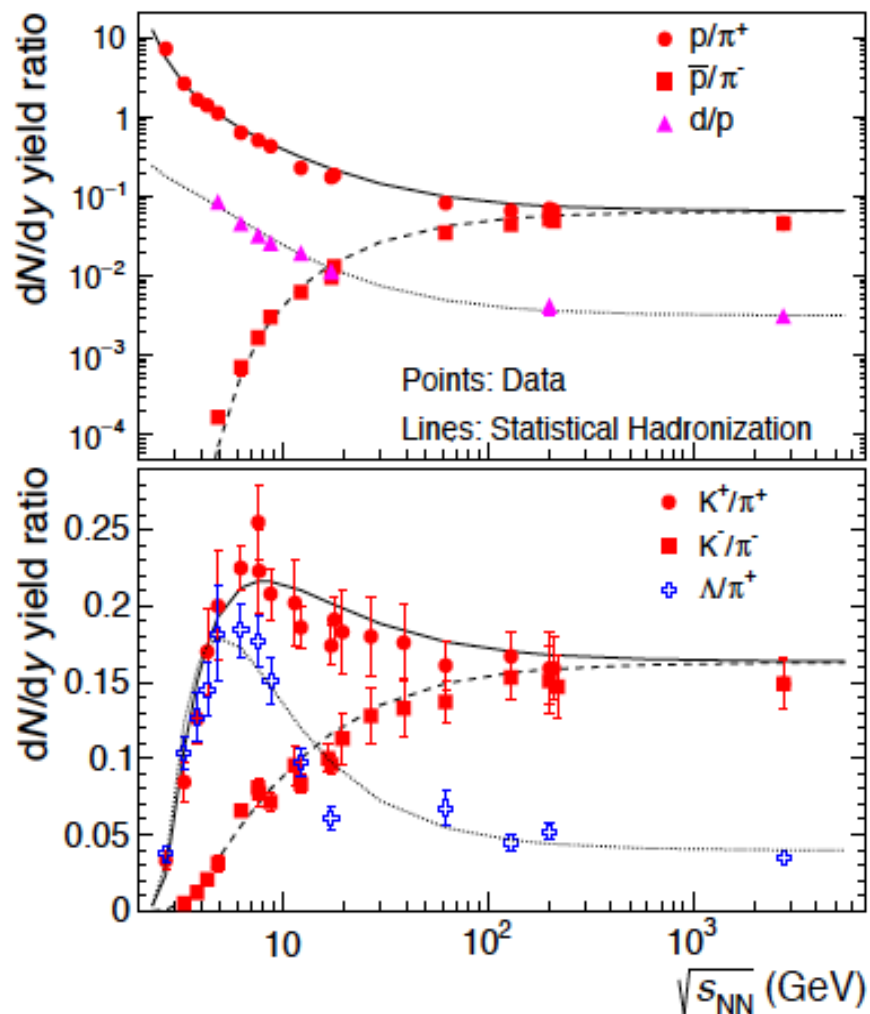 dN/dy yield ratio
10
1
10⁻¹
10⁻²
10⁻³
10⁻⁴
p/π⁺
p̅/π⁻
d/p
Points: Data
Lines: Statistical Hadronization
dN/dy yield ratio
0.25
0.2
0.15
0.1
0.05
0
K⁺/π⁺
K⁻/π⁻
Λ/π⁺
10
10²
10³
√s_NN (GeV)